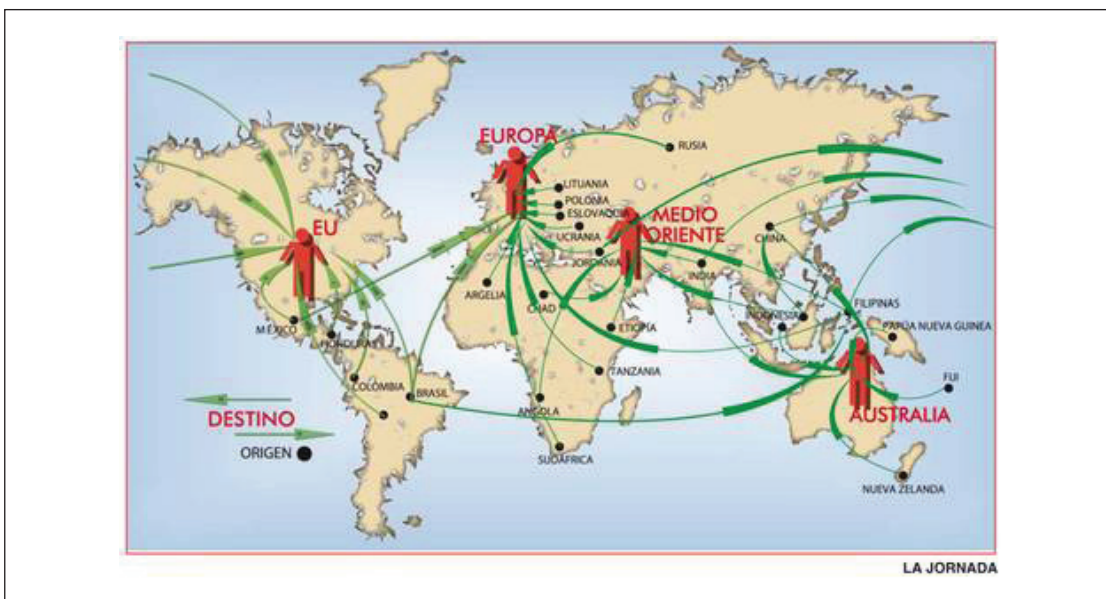 EUROPA
RUSIA
LITUANIA
POLONIA
ESLOVAQUIA
UCRANIA
MEDIO
ORIENTE
JORDANIA
CHINA
INDIA
EU
ARGELIA
CHAD
ETIOPÍA
MÉXICO
HONDURAS
FILIPINAS
INDONESIA
PAPÚA NUEVA GUINEA
COLOMBIA
BRASIL
TANZANIA
ANGOLA
FIJI
DESTINO
AUSTRALIA
ORIGEN
SUDÁFRICA
NUEVA ZELANDA
LA JORNADA